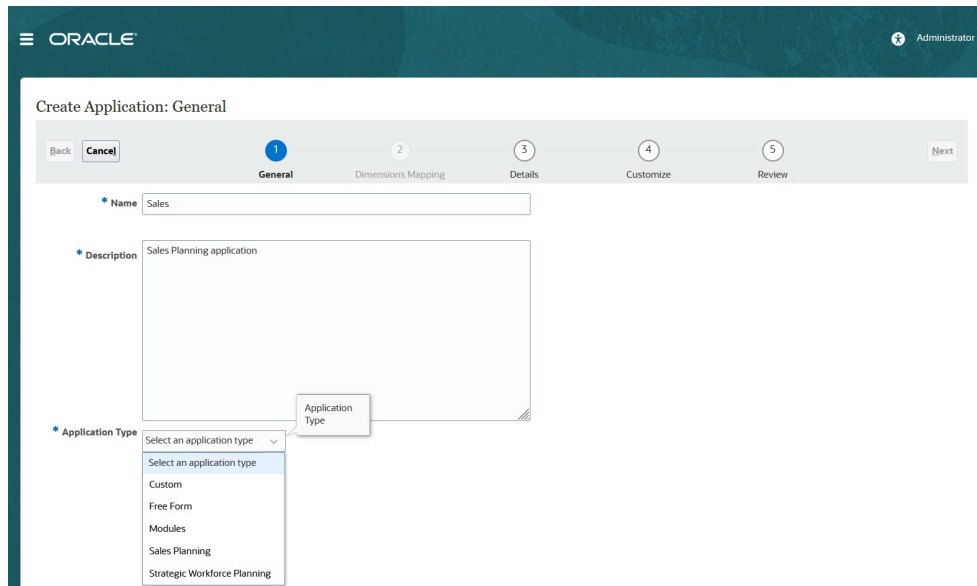 ORACLE
Administrator
Create Application: General
Back
Cancel
1
2
3
4
5
Next
General
Dimensions Mapping
Details
Customize
Review
* Name
Sales
* Description
Sales Planning application
Application
Type
* Application Type
Select an application type
Select an application type
Custom
Free Form
Modules
Sales Planning
Strategic Workforce Planning